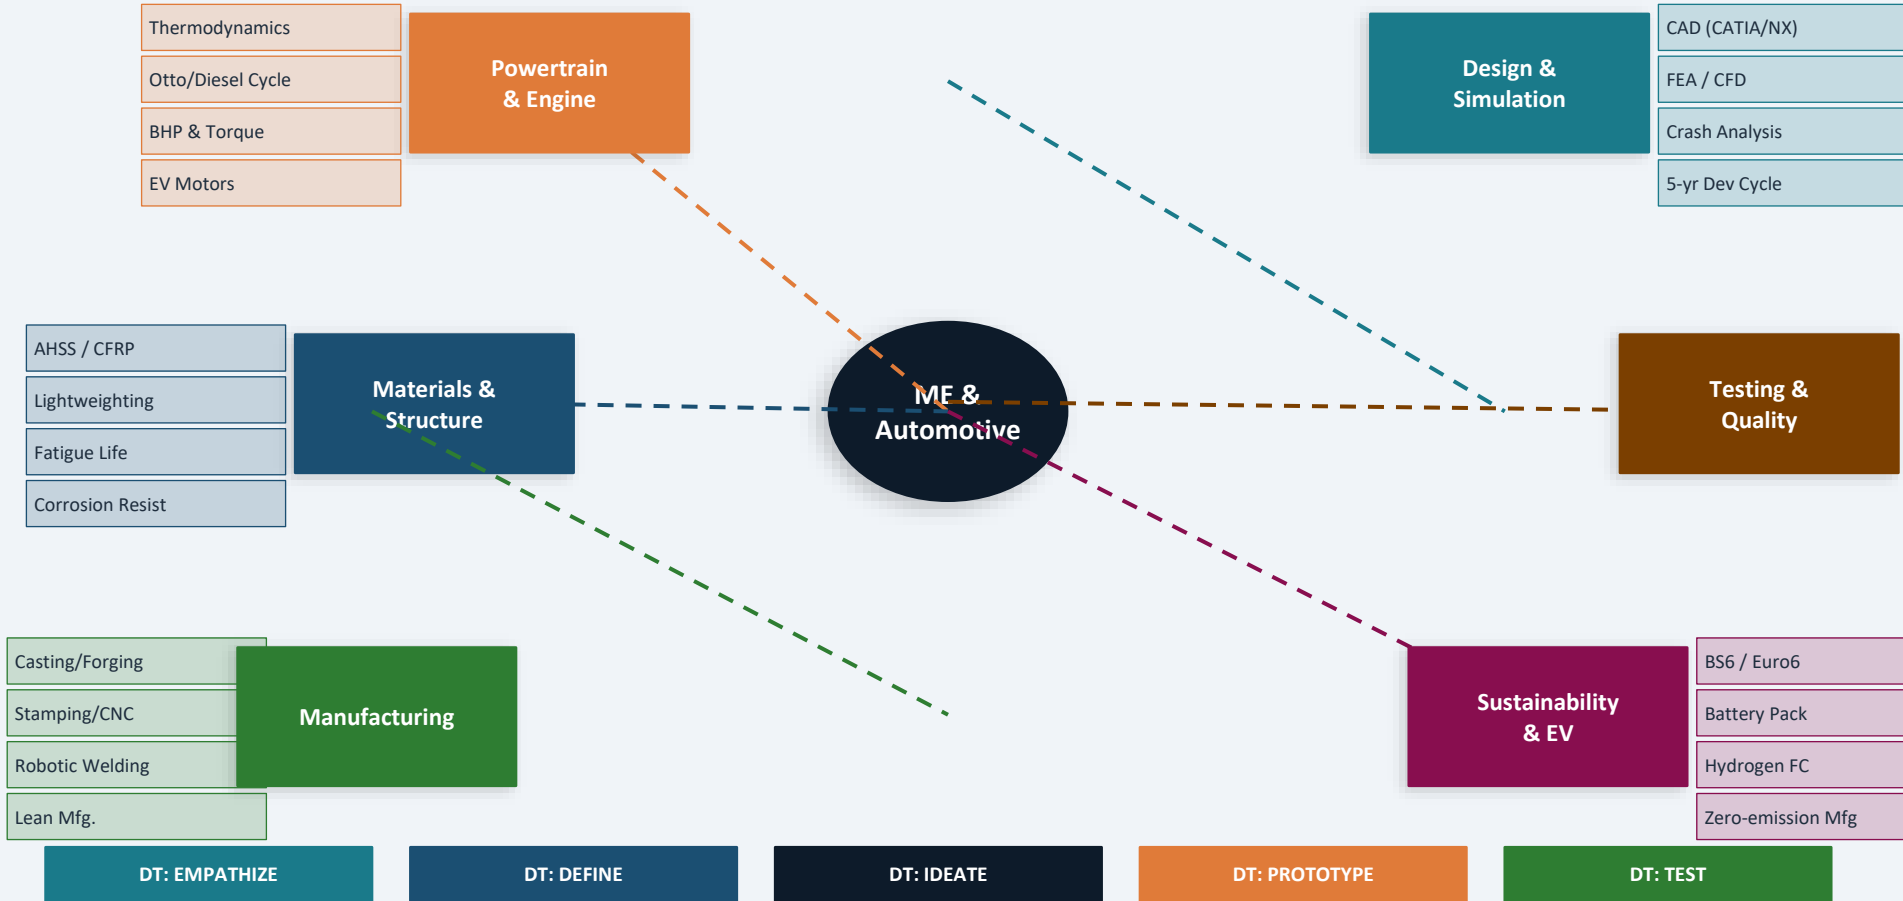 Thermodynamics
Otto/Diesel Cycle
BHP & Torque
EV Motors
Powertrain
& Engine
Design &
Simulation
CAD (CATIA/NX)
FEA / CFD
Crash Analysis
5-yr Dev Cycle
AHSS / CFRP
Lightweighting
Fatigue Life
Corrosion Resist
Materials &
Structure
ME &
Automotive
Testing &
Quality
Casting/Forging
Stamping/CNC
Robotic Welding
Lean Mfg.
Manufacturing
Sustainability
& EV
BS6 / Euro6
Battery Pack
Hydrogen FC
Zero-emission Mfg
DT: EMPATHIZE
DT: DEFINE
DT: IDEATE
DT: PROTOTYPE
DT: TEST